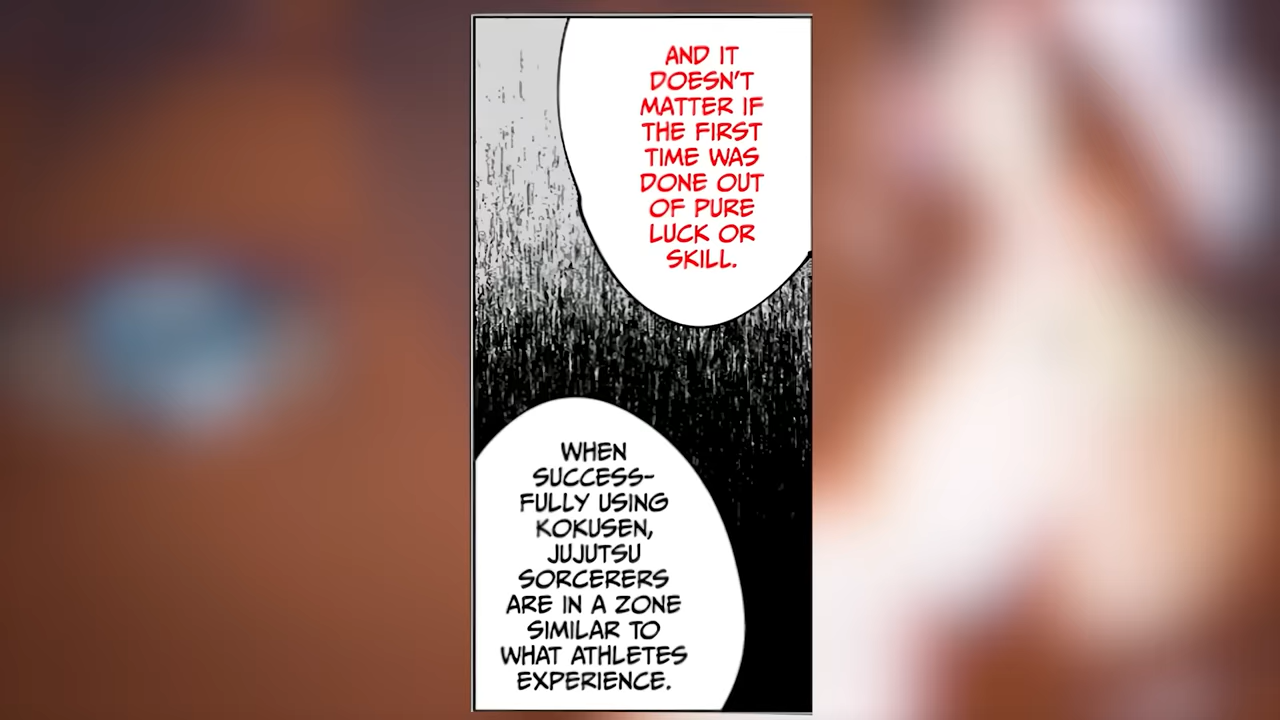 AND IT
DOESN'T
MATTER IF
THE FIRST
TIME WAS
DONE OUT
OF PURE
LUCK OR
SKILL.
WHEN
SUCCESS-
FULLY USING
KOKUSEN,
JUJUTSU
SORCERERS
ARE IN A ZONE
SIMILAR TO
WHAT ATHLETES
EXPERIENCE.